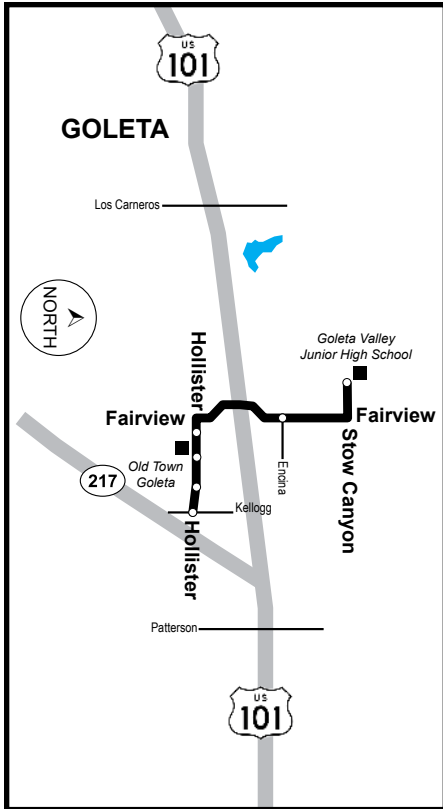 US
101
GOLETA
Los Carneros
NORTH
Goleta Valley
Junior High School
Hollister
Fairview
Fairview
Stow Canyon
Encina
Old Town
Goleta
217
Kellogg
Hollister
Patterson
US
101